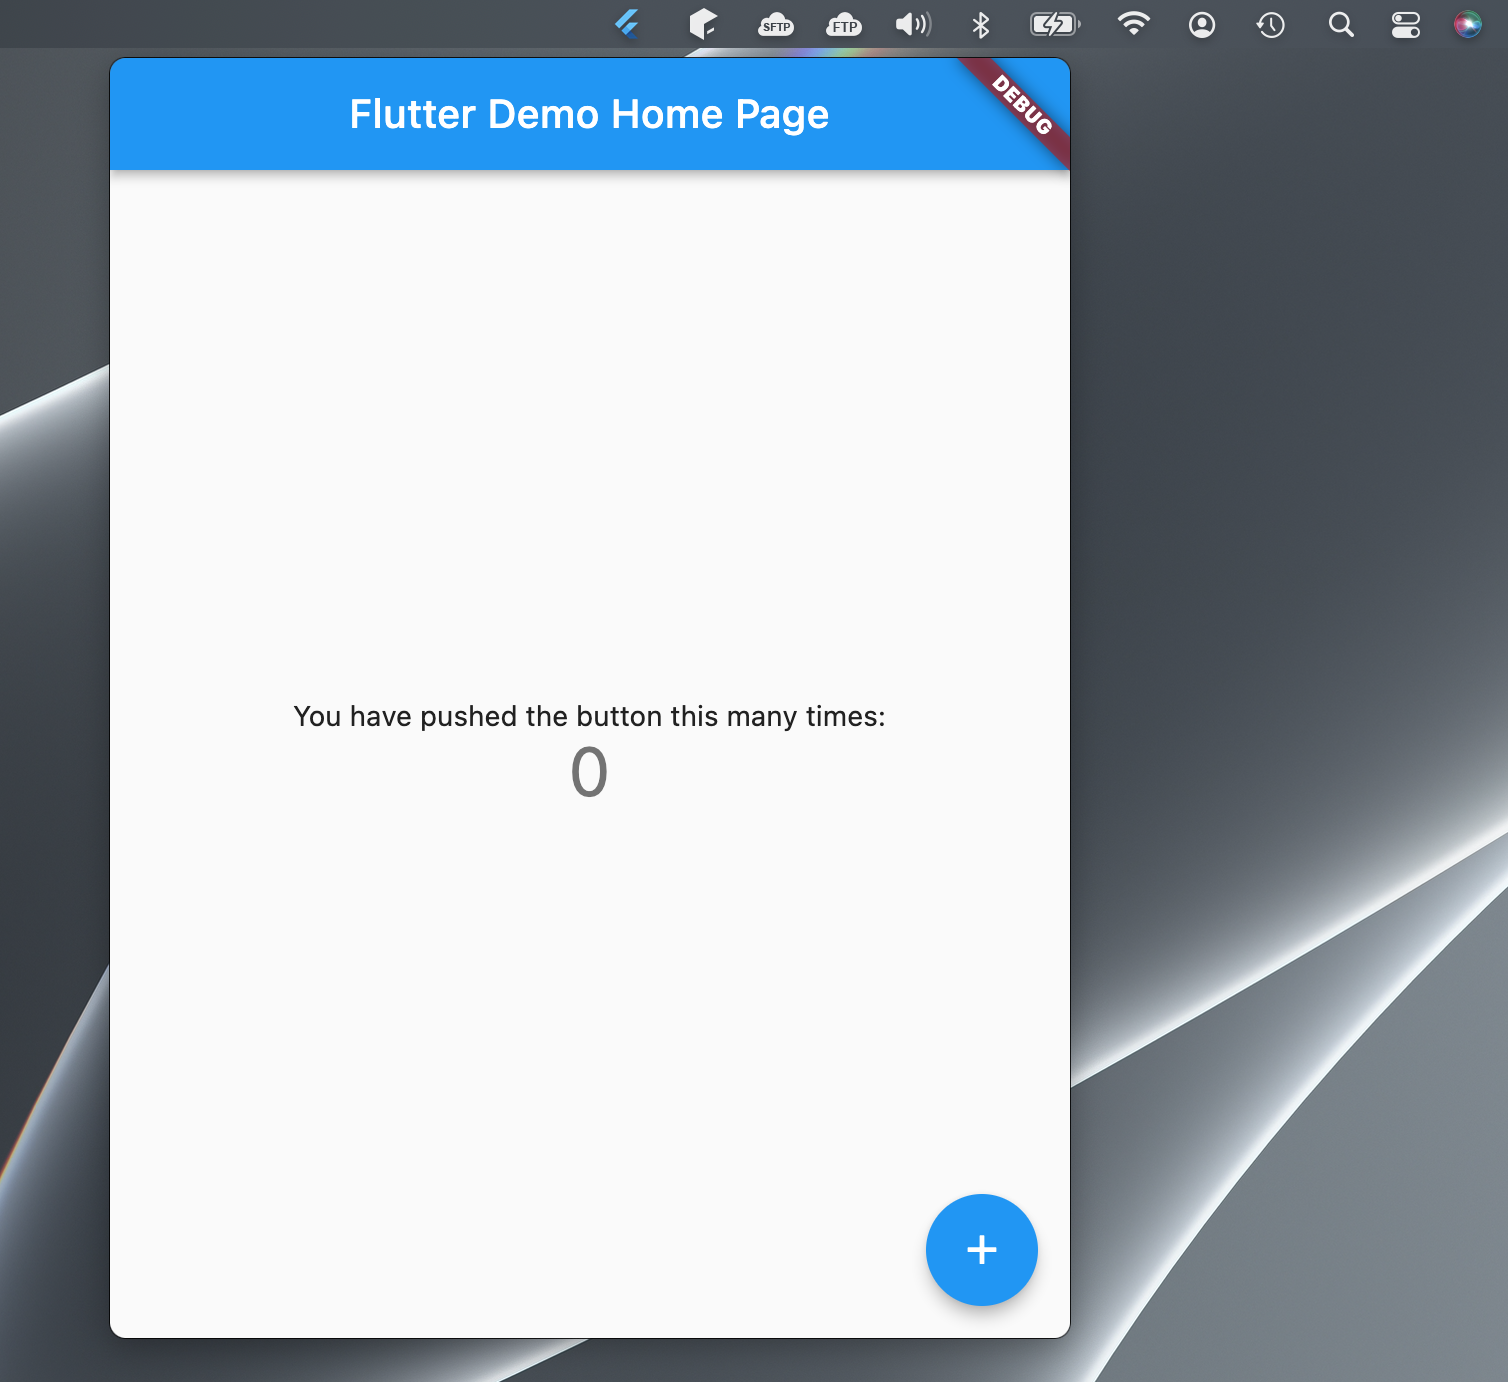 SFTP
FTP
Flutter Demo Home Page
DEBUG
You have pushed the button this many times:
0